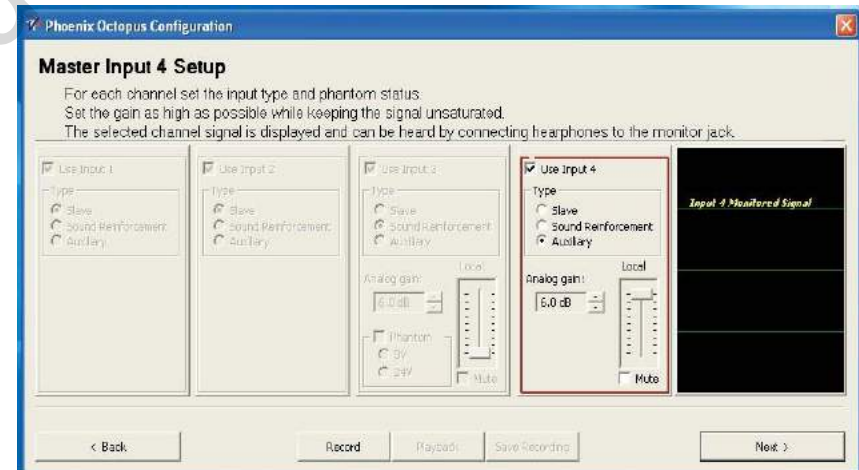 Phoenix Octopus Configuration
Master Input 4 Setup
For each channel set the input type and phantom status.
Set the gain as high as possible while keeping the signal unsaturated.
The selected channel signal is displayed and can be heard by connecting hearphones to the monitor jack.
Use Input 1
Type
Slave
Sound Reinforcement
Auxiliary
Use Input 2
Type
Slave
Sound Reinforcement
Auxiliary
Use Input 3
Type
Slave
Sound Reinforcement
Auxiliary
Local
Analog gain:
6.0 dB
Phantom
24V
Mute
Use Input 4
Type
Slave
Sound Reinforcement
Auxiliary
Local
Analog gain:
6.0 dB
Mute
Input 4 Monitored Signal
< Back
Record
Playback
Save Recording
Next >